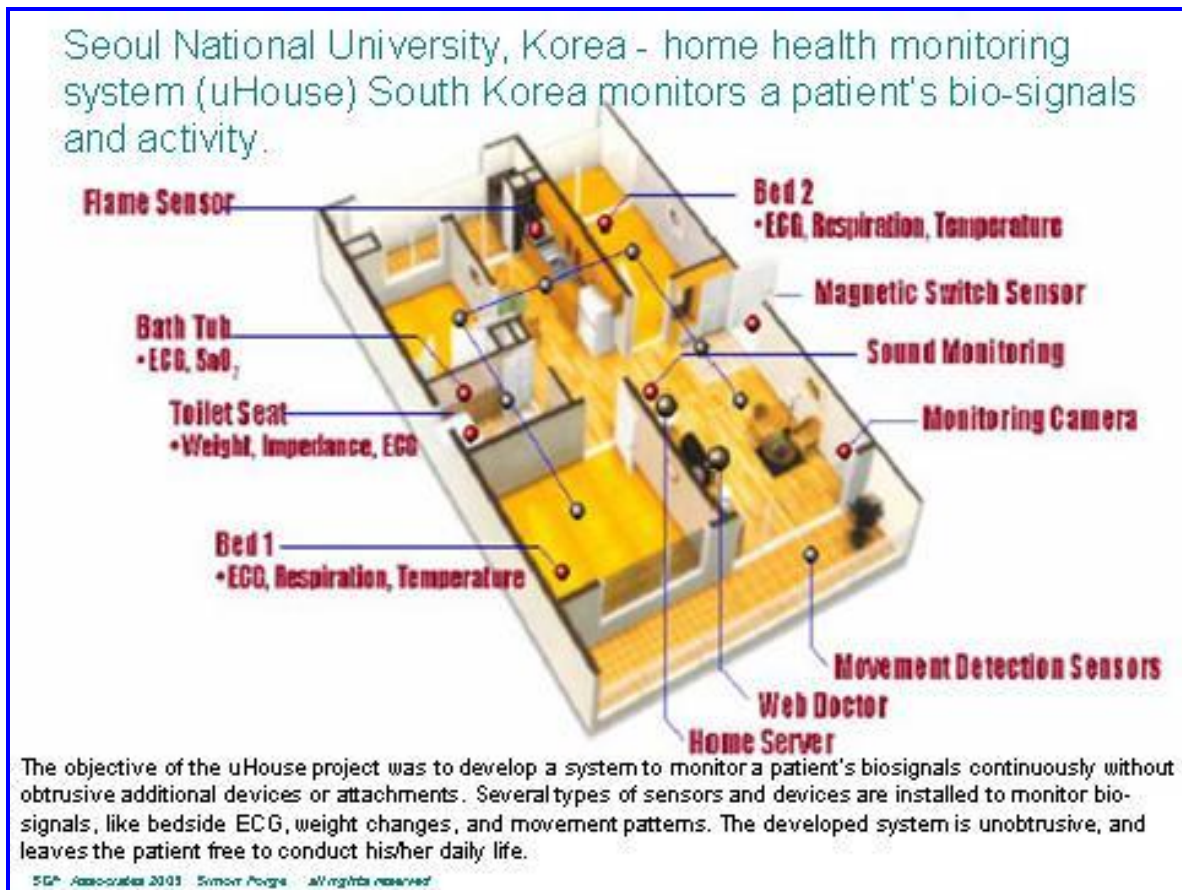 Seoul National University, Korea - home health monitoring
system (uHouse) South Korea monitors a patient's bio-signals
and activity.
Flame Sensor
Bed 2
•ECG, Respiration, Temperature
Magnetic Switch Sensor
Bath Tub
•ECG, SaO₂
Sound Monitoring
Toilet Seat
•Weight, Impedance, ECG
Monitoring Camera
Bed 1
•ECG, Respiration, Temperature
Movement Detection Sensors
Web Doctor
Home Server
The objective of the uHouse project was to develop a system to monitor a patient's biosignals continuously without
obtrusive additional devices or attachments. Several types of sensors and devices are installed to monitor bio-
signals, like bedside ECG, weight changes, and movement patterns. The developed system is unobtrusive, and
leaves the patient free to conduct his/her daily life.
Associates Simon Forge all rights reserved